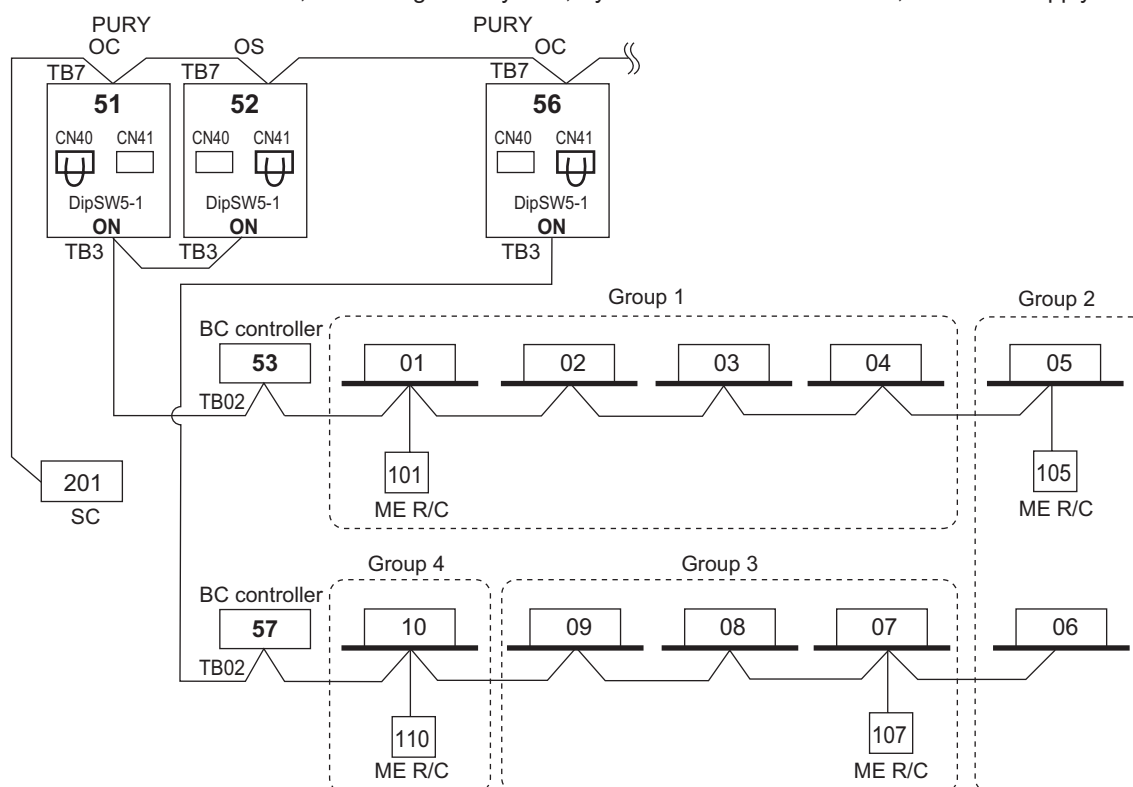 PURY
OC
OS
PURY
OC
TB7
TB7
TB7
51
52
56
CN40 CN41
CN40 CN41
CN40 CN41
DipSW5-1
DipSW5-1
DipSW5-1
ON
ON
ON
TB3
TB3
TB3
Group 1
Group 2
BC controller
53
01
02
03
04
05
TB02
101
ME R/C
105
ME R/C
201
SC
Group 4
Group 3
BC controller
57
10
09
08
07
06
TB02
110
ME R/C
107
ME R/C